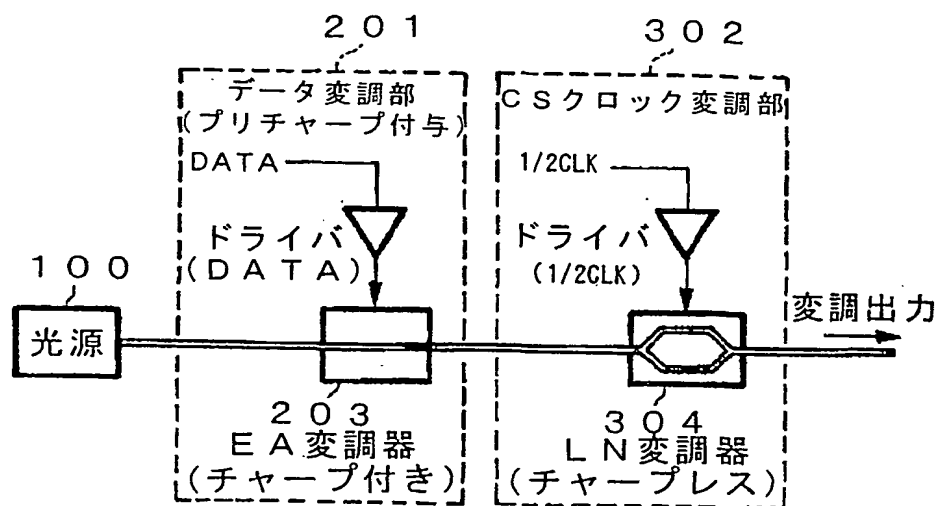 ２０１
データ変調部
(プリチャープ付与)
DATA
ドライバ
(ＤＡＴＡ)
１００
光源
２０３
ＥＡ変調器
(チャープ付き)
３０２
ＣＳクロック変調部
1/2CLK
ドライバ
(1/2CLK)
変調出力
３０４
ＬＮ変調器
(チャープレス)